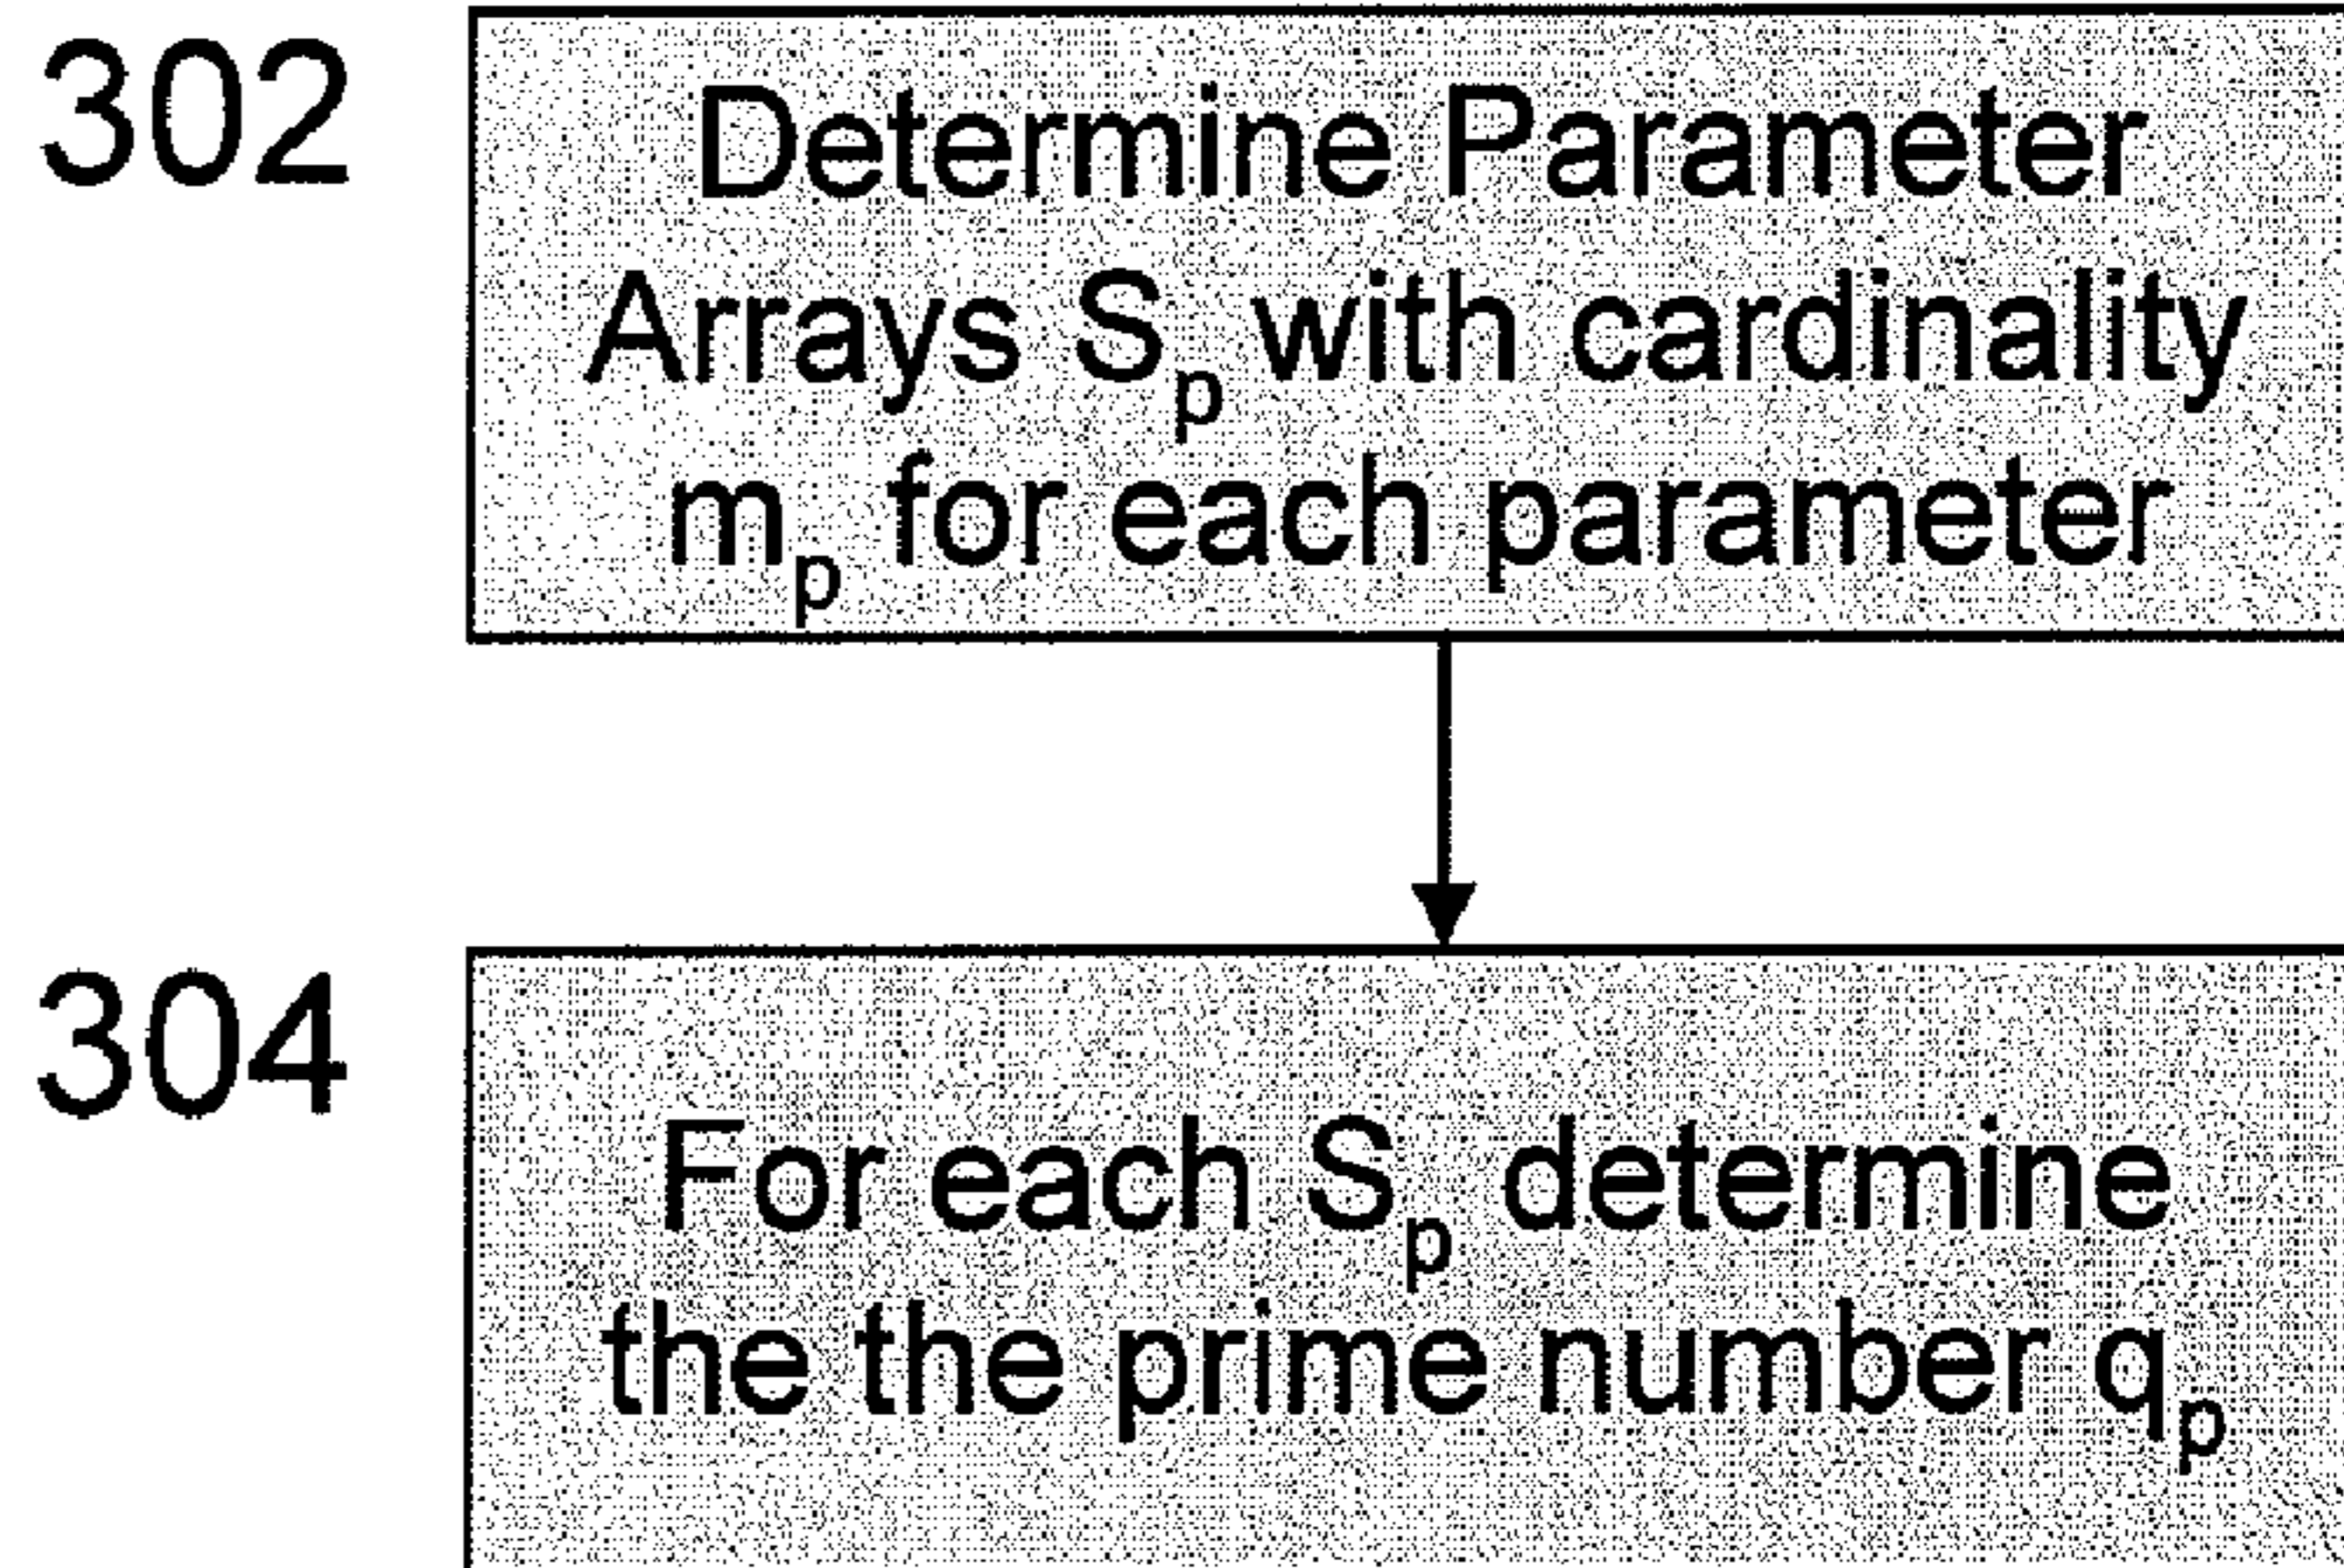 302
Determine Parameter
Arrays Sp with cardinality
mp for each parameter
304
For each Sp determine
the the prime number qp